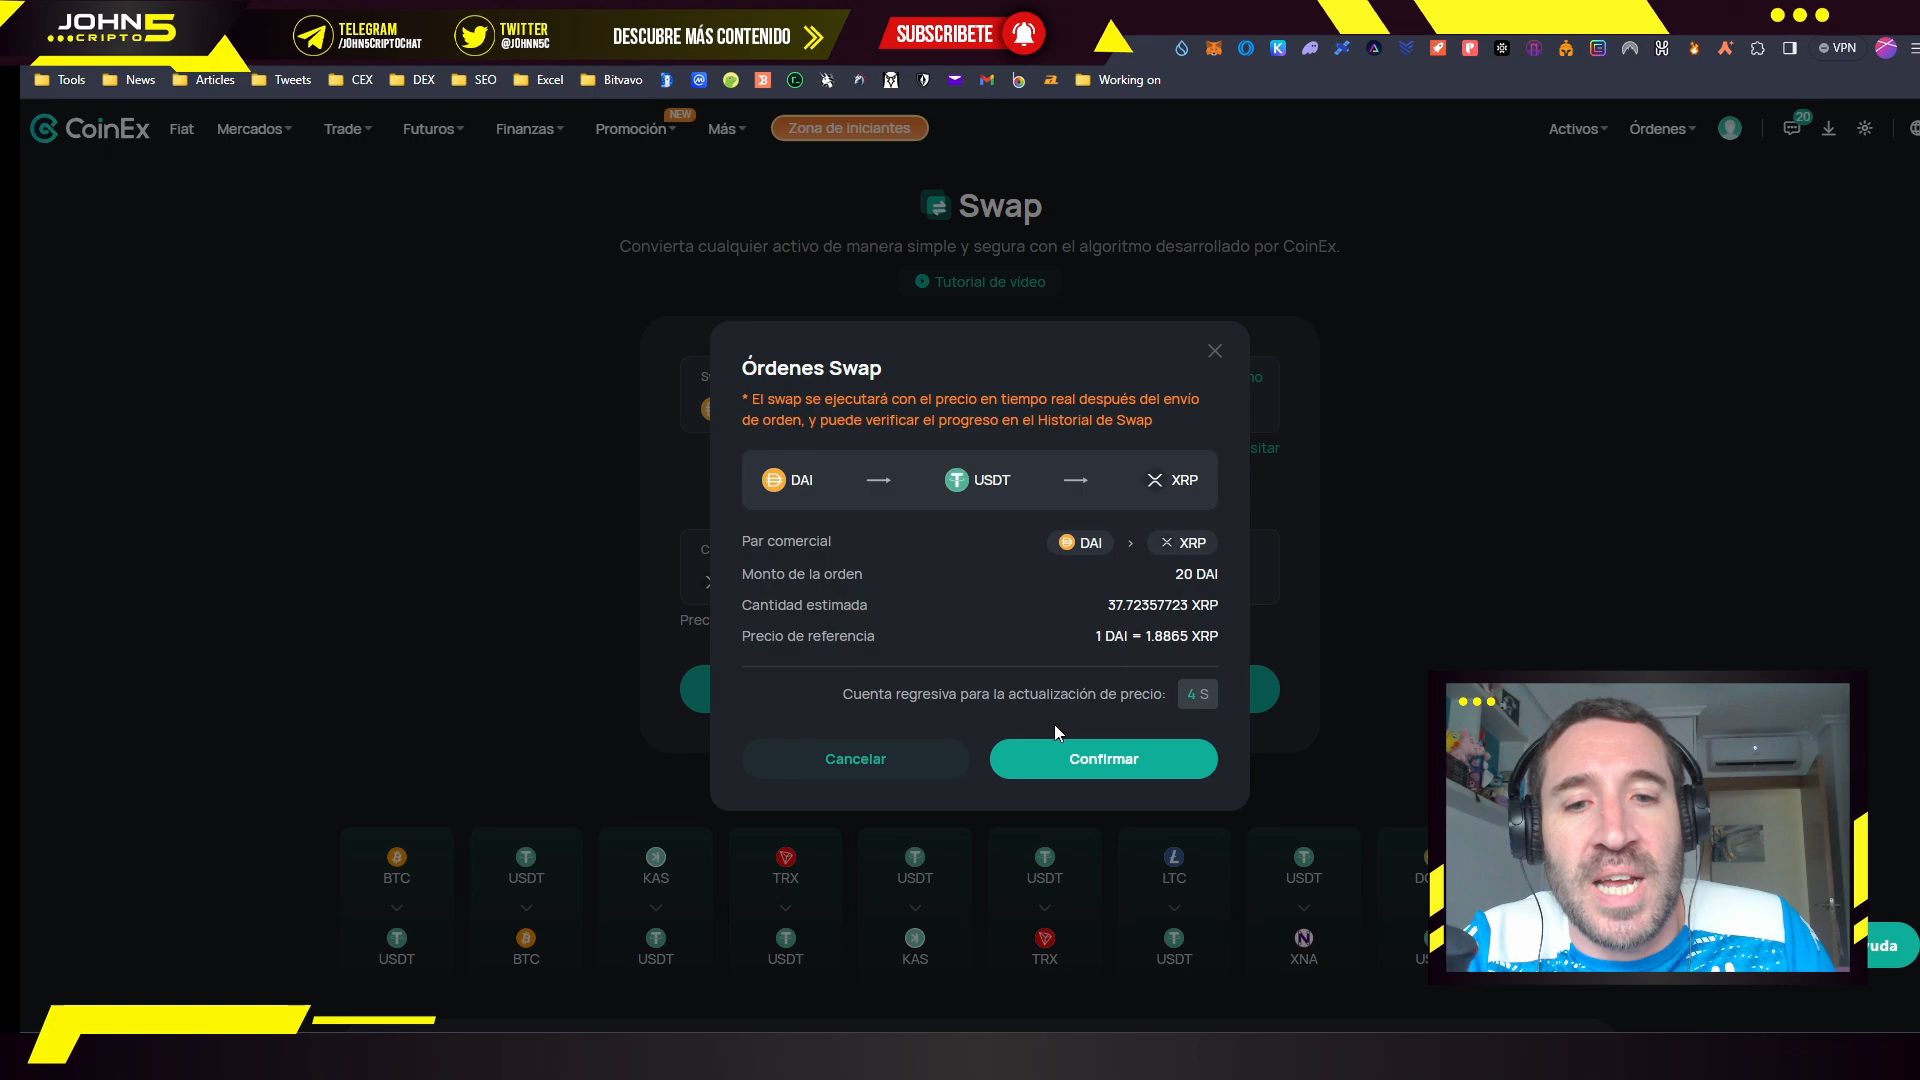 JOHN5
CRIPTO
TELEGRAM
/JOHN5CRIPTOCHAT
TWITTER
@J0HNN5C
DESCUBRE MÁS CONTENIDO
SUBSCRIBETE
VPN
Tools
News
Articles
Tweets
CEX
DEX
SEO
Excel
Bitvavo
Working on
CoinEx
Fiat
Mercados
Trade
Futuros
Finanzas
Promoción
NEW
Más
Zona de iniciantes
Activos
Órdenes
20
Swap
Convierta cualquier activo de manera simple y segura con el algoritmo desarrollado por CoinEx.
Tutorial de vídeo
Órdenes Swap
* El swap se ejecutará con el precio en tiempo real después del envío
de orden, y puede verificar el progreso en el Historial de Swap
DAI
USDT
XRP
Par comercial
DAI
XRP
Monto de la orden
20 DAI
Cantidad estimada
37.72357723 XRP
Precio de referencia
1 DAI = 1.8865 XRP
Cuenta regresiva para la actualización de precio:
4 S
Cancelar
Confirmar
BTC
USDT
KAS
TRX
USDT
USDT
LTC
USDT
USDT
BTC
USDT
USDT
KAS
TRX
USDT
XNA